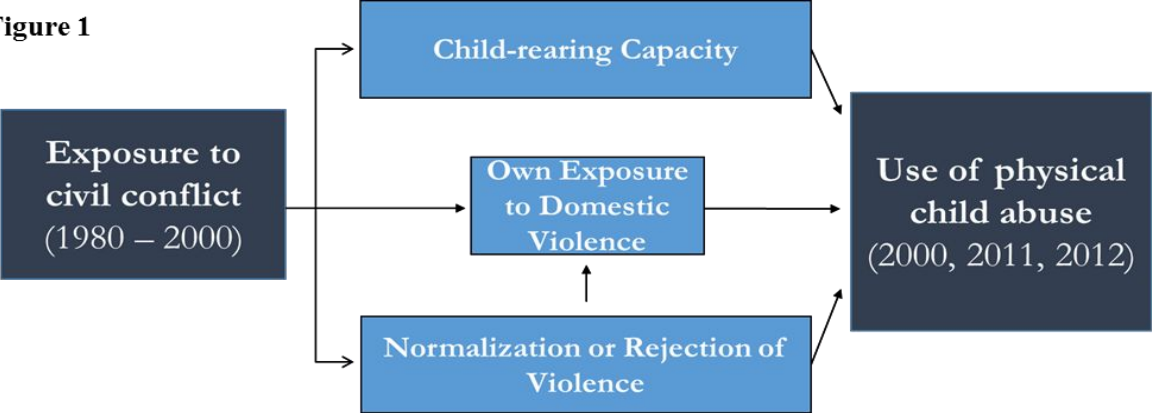 Figure 1
Child-rearing Capacity
Exposure to
civil conflict
(1980 – 2000)
Own Exposure
to Domestic
Violence
Use of physical
child abuse
(2000, 2011, 2012)
Normalization or Rejection of
Violence